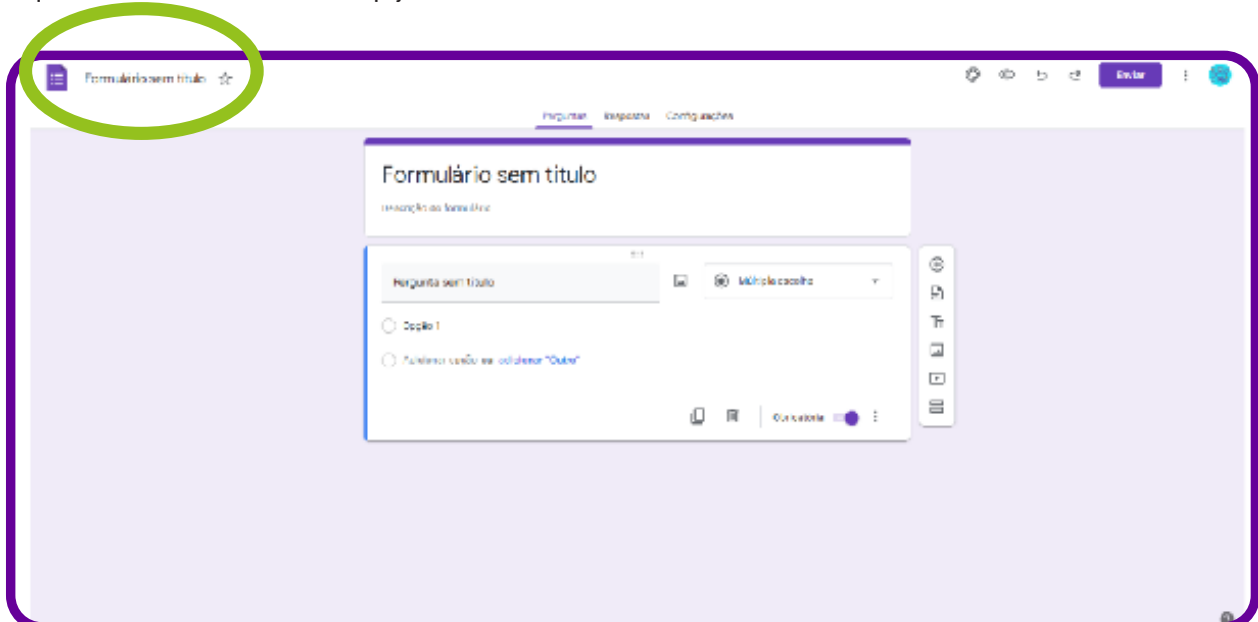 Formulário sem título
Enviar
Perguntas Respostas Configurações
Formulário sem título
Descrição do formulário
Pergunta sem título
Múltipla escolha
Opção 1
Adicionar opção ou adicionar "Outro"
Obrigatória